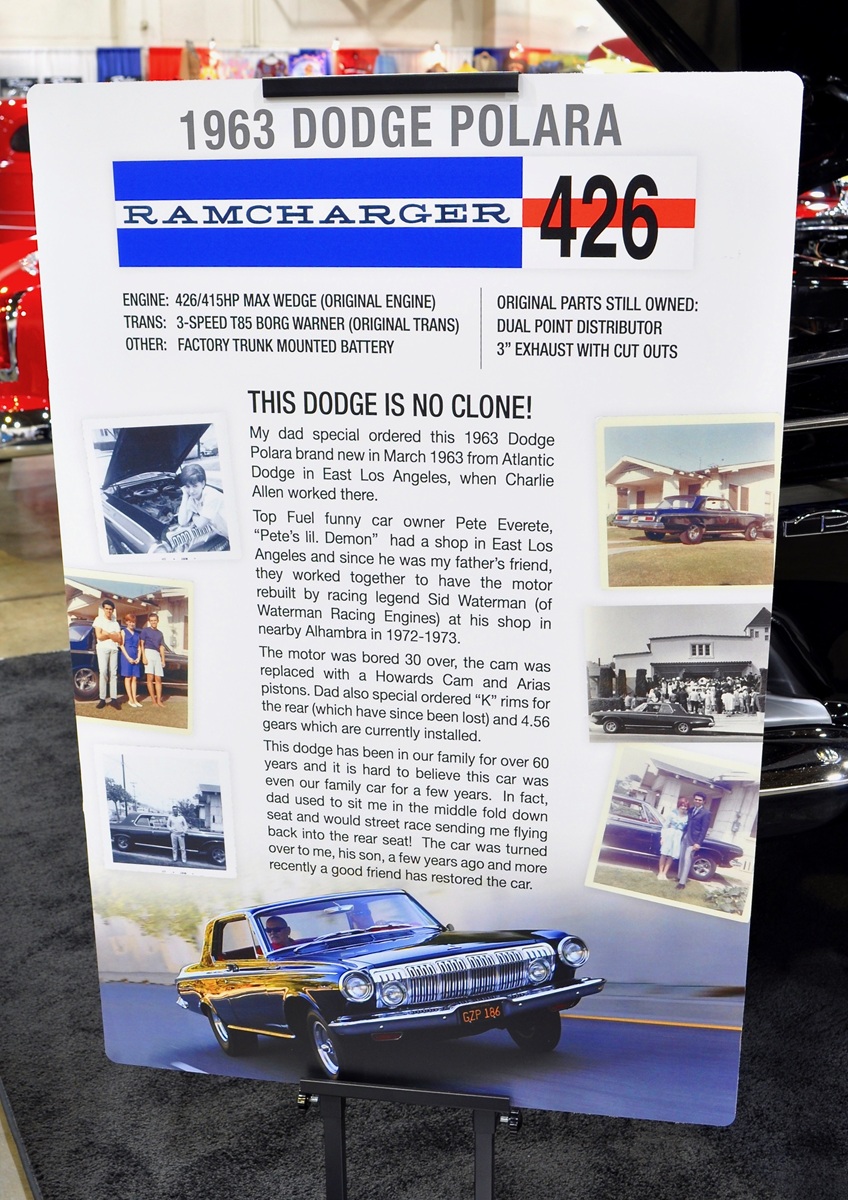 1963 DODGE POLARA
RAMCHARGER 426
ENGINE: 426/415HP MAX WEDGE (ORIGINAL ENGINE)
TRANS: 3-SPEED T85 BORG WARNER (ORIGINAL TRANS)
OTHER: FACTORY TRUNK MOUNTED BATTERY
ORIGINAL PARTS STILL OWNED:
DUAL POINT DISTRIBUTOR
3” EXHAUST WITH CUT OUTS
THIS DODGE IS NO CLONE!
My dad special ordered this 1963 Dodge
Polara brand new in March 1963 from Atlantic
Dodge in East Los Angeles, when Charlie
Allen worked there.
Top Fuel funny car owner Pete Everete,
“Pete's lil. Demon” had a shop in East Los
Angeles and since he was my father's friend,
they worked together to have the motor
rebuilt by racing legend Sid Waterman (of
Waterman Racing Engines) at his shop in
nearby Alhambra in 1972-1973.
The motor was bored 30 over, the cam was
replaced with a Howards Cam and Arias
pistons. Dad also special ordered “K” rims for
the rear (which have since been lost) and 4.56
gears which are currently installed.
This dodge has been in our family for over 60
years and it is hard to believe this car was
even our family car for a few years. In fact,
dad used to sit me in the middle fold down
seat and would street race sending me flying
back into the rear seat! The car was turned
over to me, his son, a few years ago and more
recently a good friend has restored the car.
GZP 186